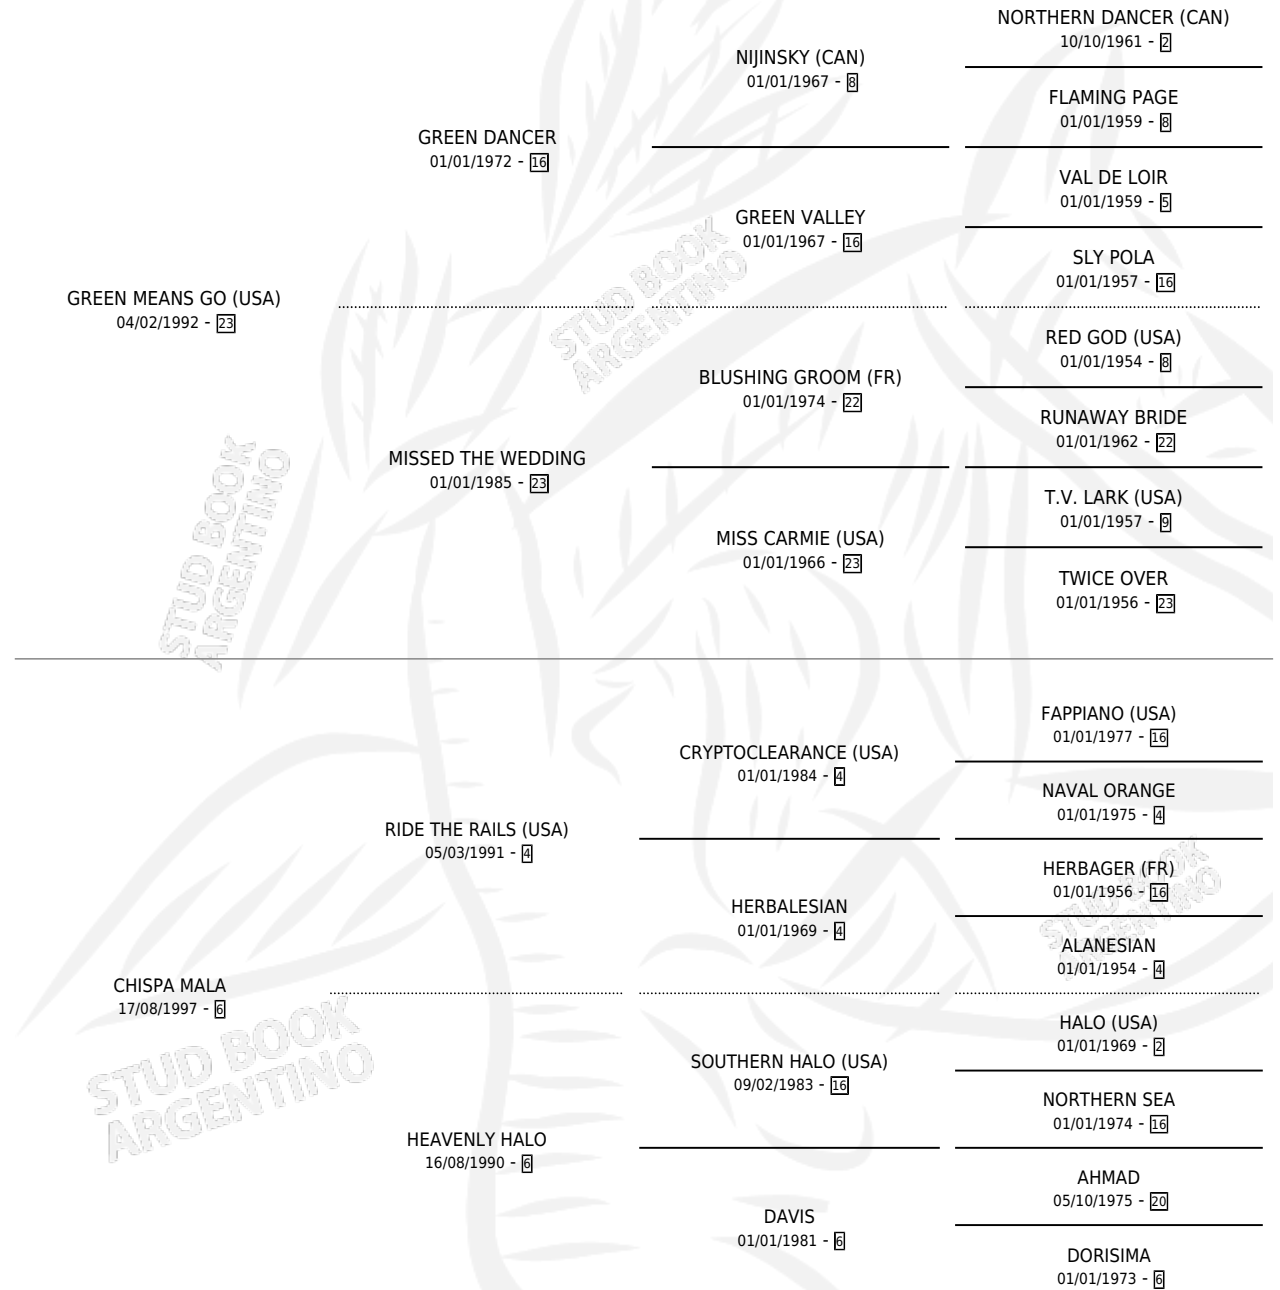 NORTHERN DANCER (CAN)
10/10/1961 - 2
NIJINSKY (CAN)
01/01/1967 - 8
FLAMING PAGE
01/01/1959 - 8
GREEN DANCER
01/01/1972 - 16
VAL DE LOIR
01/01/1959 - 5
GREEN VALLEY
01/01/1967 - 16
SLY POLA
01/01/1957 - 16
GREEN MEANS GO (USA)
04/02/1992 - 23
RED GOD (USA)
01/01/1954 - 8
BLUSHING GROOM (FR)
01/01/1974 - 22
RUNAWAY BRIDE
01/01/1962 - 22
MISSED THE WEDDING
01/01/1985 - 23
T.V. LARK (USA)
01/01/1957 - 9
MISS CARMIE (USA)
01/01/1966 - 23
TWICE OVER
01/01/1956 - 23
STUD BOOK
ARGENTINO
STUD BOOK
ARGENTINO
FAPPIANO (USA)
01/01/1977 - 16
CRYPTOCLEARANCE (USA)
01/01/1984 - 4
NAVAL ORANGE
01/01/1975 - 4
RIDE THE RAILS (USA)
05/03/1991 - 4
HERBAGER (FR)
01/01/1956 - 16
HERBALESIAN
01/01/1969 - 4
ALANESIAN
01/01/1954 - 4
CHISPA MALA
17/08/1997 - 6
HALO (USA)
01/01/1969 - 2
SOUTHERN HALO (USA)
09/02/1983 - 16
NORTHERN SEA
01/01/1974 - 16
HEAVENLY HALO
16/08/1990 - 6
AHMAD
05/10/1975 - 20
DAVIS
01/01/1981 - 6
DORISIMA
01/01/1973 - 6
STUD BOOK
ARGENTINO
STUD BOOK
ARGENTINO